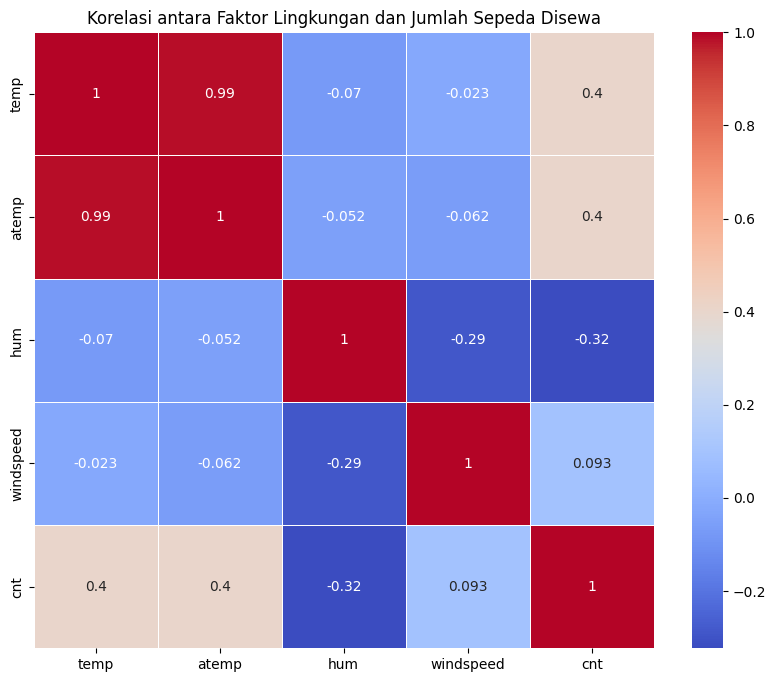 Korelasi antara Faktor Lingkungan dan Jumlah Sepeda Disewa
temp
1 0.99 -0.07 -0.023 0.4
atemp
0.99 1 -0.052 -0.062 0.4
hum
-0.07 -0.052 1 -0.29 -0.32
windspeed
-0.023 -0.062 -0.29 1 0.093
cnt
0.4 0.4 -0.32 0.093 1
temp atemp hum windspeed cnt
1.0
0.8
0.6
0.4
0.2
0.0
−0.2